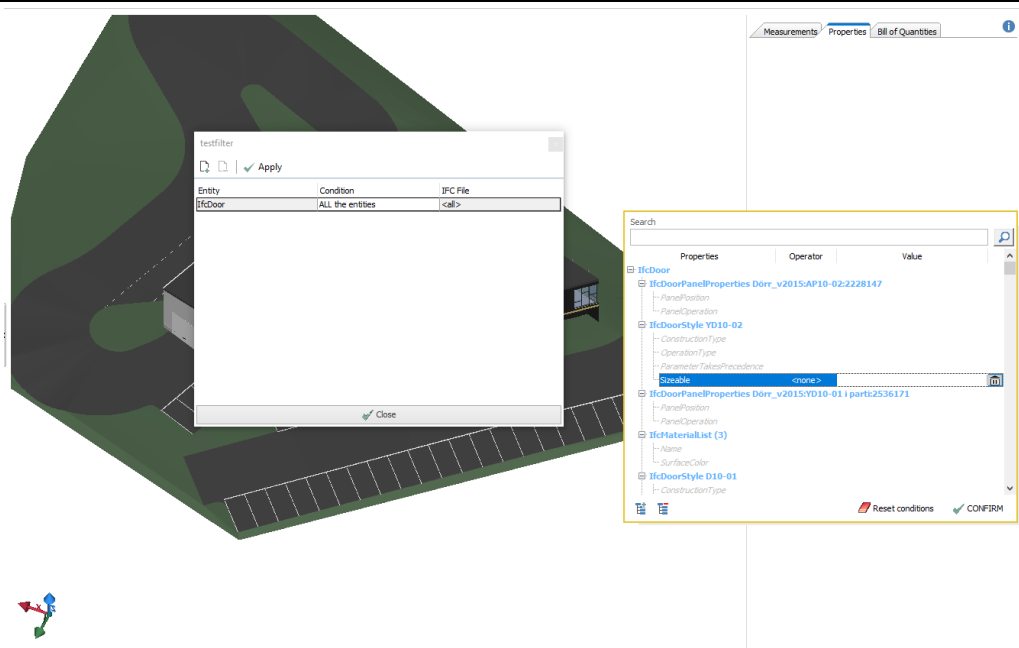 Measurements Properties Bill of Quantities
testfilter
Apply
Entity Condition IFC File
IfcDoor ALL the entities <all>
Close
Search
Properties Operator Value
IfcDoor
IfcDoorPanelProperties Dörr_v2015:AP10-02:2228147
PanelPosition
PanelOperation
IfcDoorStyle YD10-02
ConstructionType
OperationType
ParameterTakesPrecedence
Sizeable <none>
IfcDoorPanelProperties Dörr_v2015:YD10-01 i parti:2536171
PanelPosition
PanelOperation
IfcMaterialList (3)
Name
SurfaceColor
IfcDoorStyle D10-01
ConstructionType
Reset conditions CONFIRM